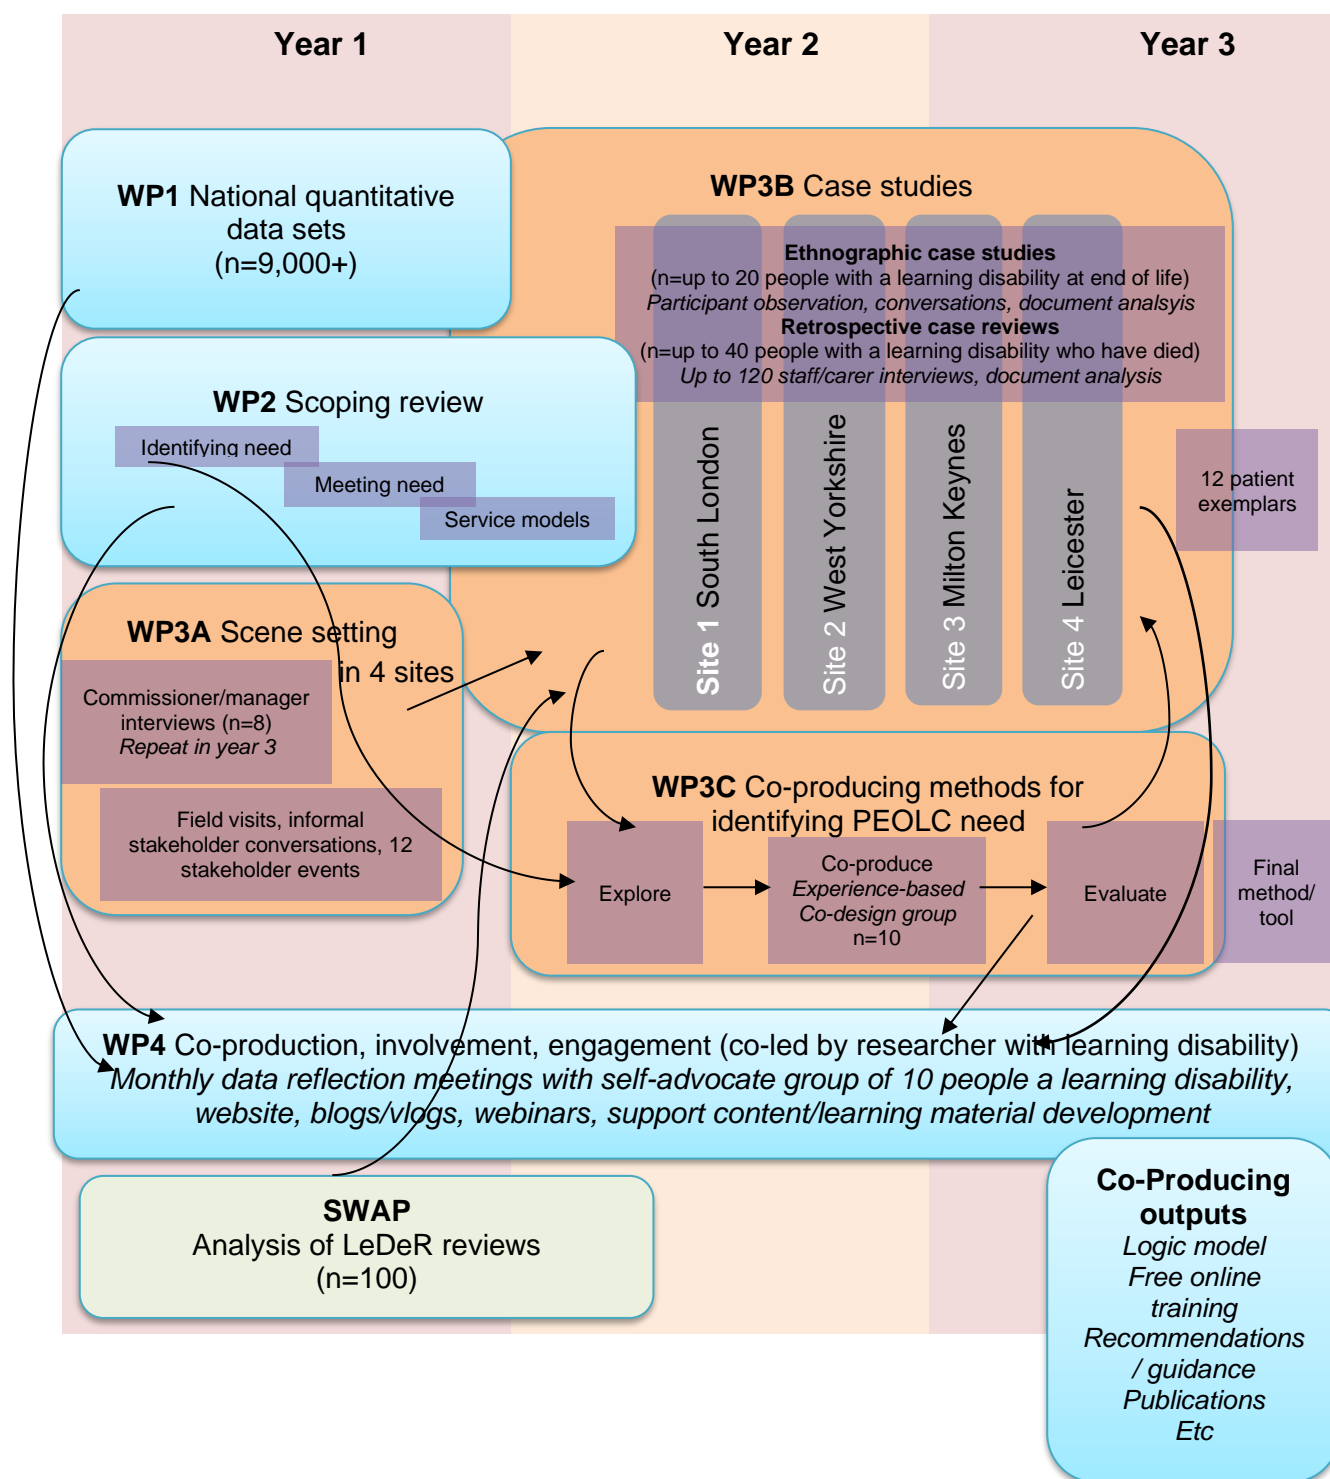 Year 1
Year 2
Year 3
WP1 National quantitative
data sets
(n=9,000+)
WP2 Scoping review
Identifying need
Meeting need
Service models
WP3A Scene setting
in 4 sites
Commissioner/manager
interviews (n=8)
Repeat in year 3
Field visits, informal
stakeholder conversations, 12
stakeholder events
WP3B Case studies
Ethnographic case studies
(n=up to 20 people with a learning disability at end of life)
Participant observation, conversations, document analsyis
Retrospective case reviews
(n=up to 40 people with a learning disability who have died)
Up to 120 staff/carer interviews, document analysis
Site 1 South London
Site 2 West Yorkshire
Site 3 Milton Keynes
Site 4 Leicester
12 patient
exemplars
WP3C Co-producing methods for
identifying PEOLC need
Explore
Co-produce
Experience-based
Co-design group
n=10
Evaluate
Final
method/
tool
WP4 Co-production, involvement, engagement (co-led by researcher with learning disability)
Monthly data reflection meetings with self-advocate group of 10 people a learning disability,
website, blogs/vlogs, webinars, support content/learning material development
SWAP
Analysis of LeDeR reviews
(n=100)
Co-Producing
outputs
Logic model
Free online
training
Recommendations
/ guidance
Publications
Etc